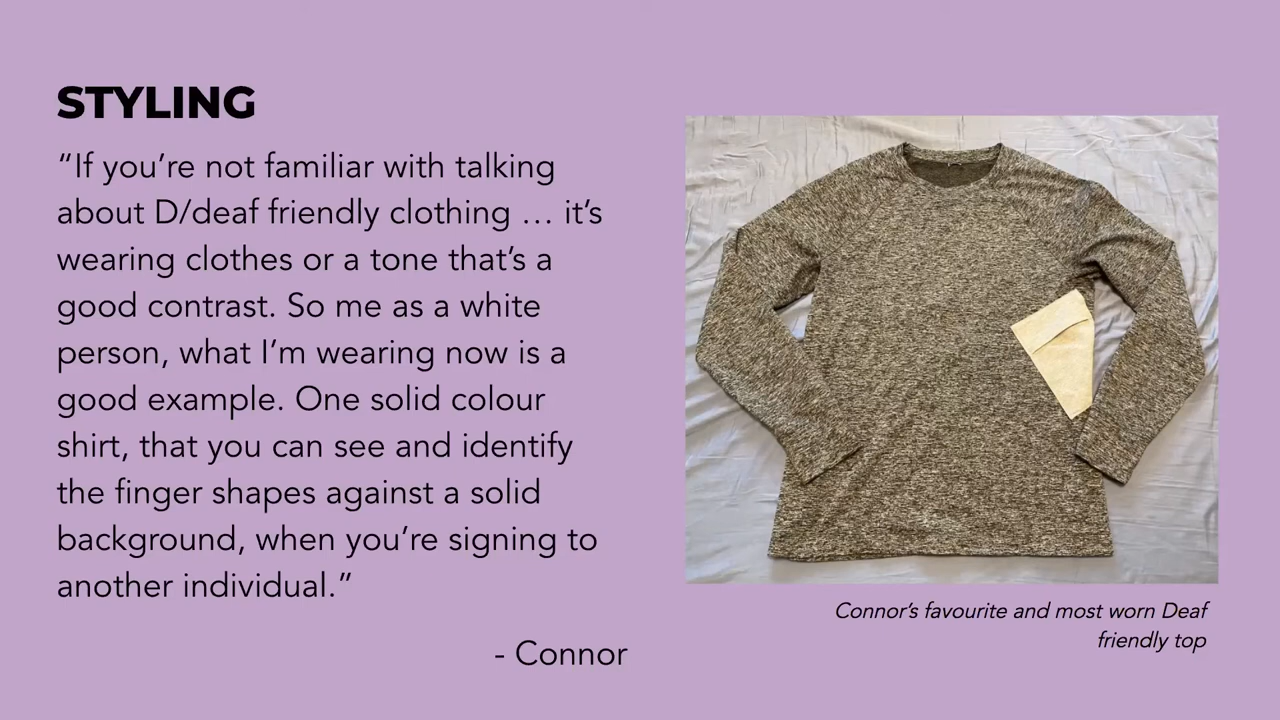 STYLING
“If you’re not familiar with talking
about D/deaf friendly clothing … it’s
wearing clothes or a tone that’s a
good contrast. So me as a white
person, what I’m wearing now is a
good example. One solid colour
shirt, that you can see and identify
the finger shapes against a solid
background, when you’re signing to
another individual.”
- Connor
Connor’s favourite and most worn Deaf
friendly top